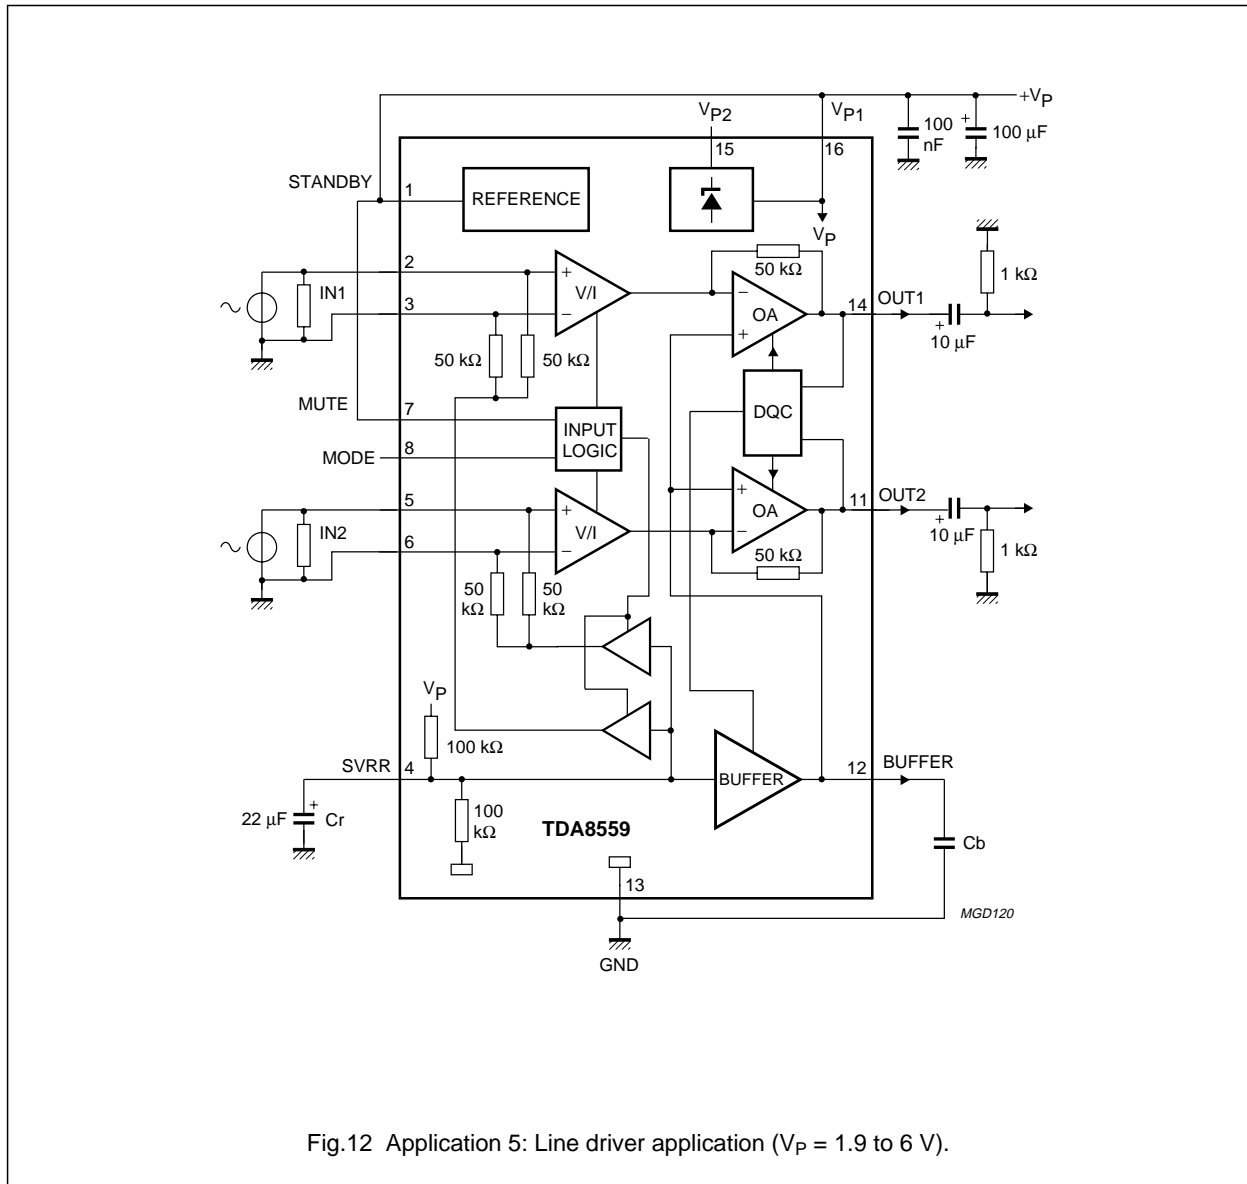 +VP
VP2
VP1
100
nF
+
100 μF
15
16
STANDBY
1
REFERENCE
VP
50 kΩ
1 kΩ
2
IN1
+
V/I
−
3
−
OA
+
14
OUT1
+
10 μF
50 kΩ
50 kΩ
MUTE
7
INPUT
LOGIC
DQC
MODE
8
5
IN2
+
V/I
−
6
+
OA
−
11
OUT2
+
10 μF
1 kΩ
50 kΩ
50
kΩ
50
kΩ
VP
100 kΩ
SVRR
4
BUFFER
12
BUFFER
22 μF
+
Cr
100
kΩ
TDA8559
Cb
13
MGD120
GND
Fig.12 Application 5: Line driver application (VP = 1.9 to 6 V).